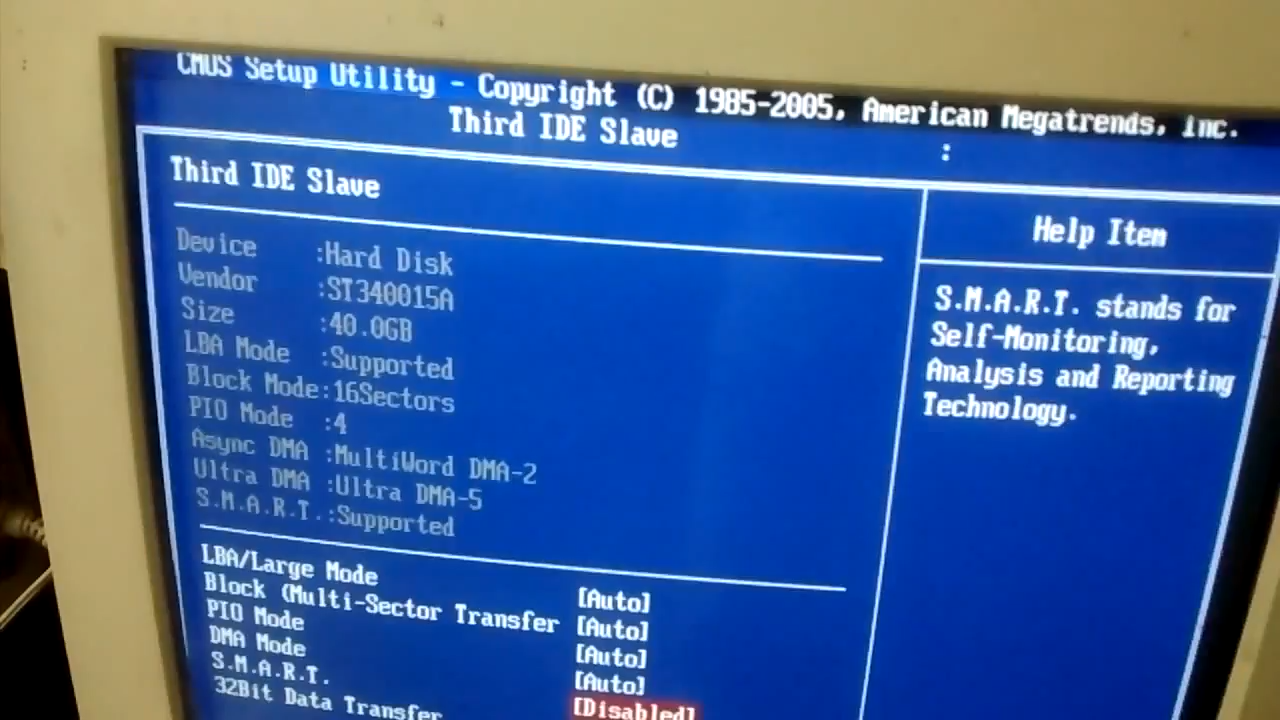 CMOS Setup Utility - Copyright (C) 1985-2005, American Megatrends, Inc.
Third IDE Slave
:
Third IDE Slave
Device :Hard Disk
Vendor :ST340015A
Size :40.0GB
LBA Mode :Supported
Block Mode:16Sectors
PIO Mode :4
Async DMA :MultiWord DMA-2
Ultra DMA :Ultra DMA-5
S.M.A.R.T.:Supported
LBA/Large Mode [Auto]
Block (Multi-Sector Transfer [Auto]
PIO Mode [Auto]
DMA Mode [Auto]
S.M.A.R.T. [Disabled]
32Bit Data Transfer
Help Item
S.M.A.R.T. stands for
Self-Monitoring,
Analysis and Reporting
Technology.